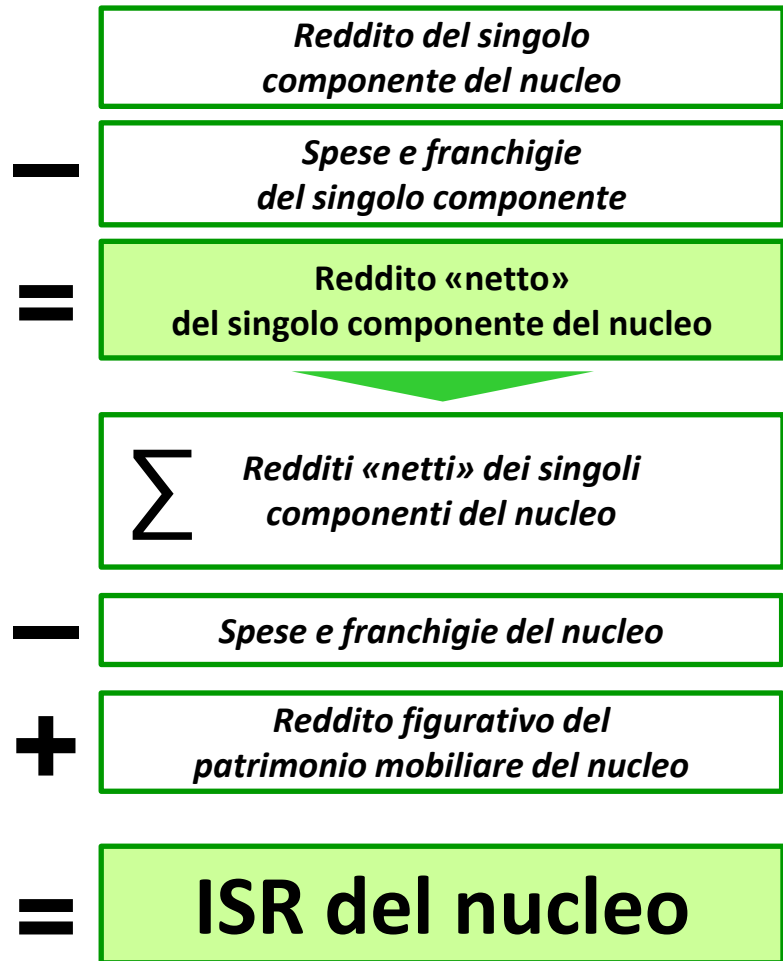 Reddito del singolo
componente del nucleo
−
Spese e franchigie
del singolo componente
=
Reddito «netto»
del singolo componente del nucleo
∑ Redditi «netti» dei singoli
componenti del nucleo
−
Spese e franchigie del nucleo
+
Reddito figurativo del
patrimonio mobiliare del nucleo
=
ISR del nucleo